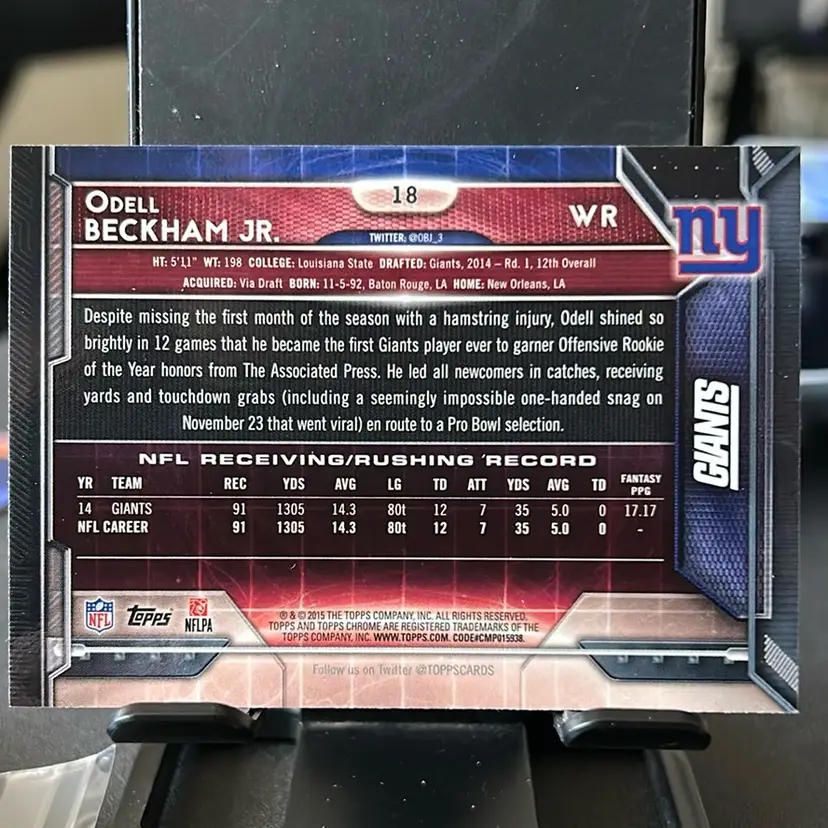 18
ODELL
BECKHAM JR.
WR
TWITTER: @OBJ_3
ny
HT: 5'11" WT: 198 COLLEGE: Louisiana State DRAFTED: Giants, 2014 – Rd. 1, 12th Overall
ACQUIRED: Via Draft BORN: 11-5-92, Baton Rouge, LA HOME: New Orleans, LA
Despite missing the first month of the season with a hamstring injury, Odell shined so
brightly in 12 games that he became the first Giants player ever to garner Offensive Rookie
of the Year honors from The Associated Press. He led all newcomers in catches, receiving
yards and touchdown grabs (including a seemingly impossible one-handed snag on
November 23 that went viral) en route to a Pro Bowl selection.
GIANTS
NFL RECEIVING/RUSHING RECORD
YR TEAM REC YDS AVG LG TD ATT YDS AVG TD FANTASY PPG
14 GIANTS 91 1305 14.3 80t 12 7 35 5.0 0 17.17
NFL CAREER 91 1305 14.3 80t 12 7 35 5.0 0 -
NFL Topps NFLPA
® & © 2015 THE TOPPS COMPANY, INC. ALL RIGHTS RESERVED.
TOPPS AND TOPPS CHROME ARE REGISTERED TRADEMARKS OF THE
TOPPS COMPANY, INC. WWW.TOPPS.COM. CODE#CMP015938.
Follow us on Twitter @TOPPSCARDS